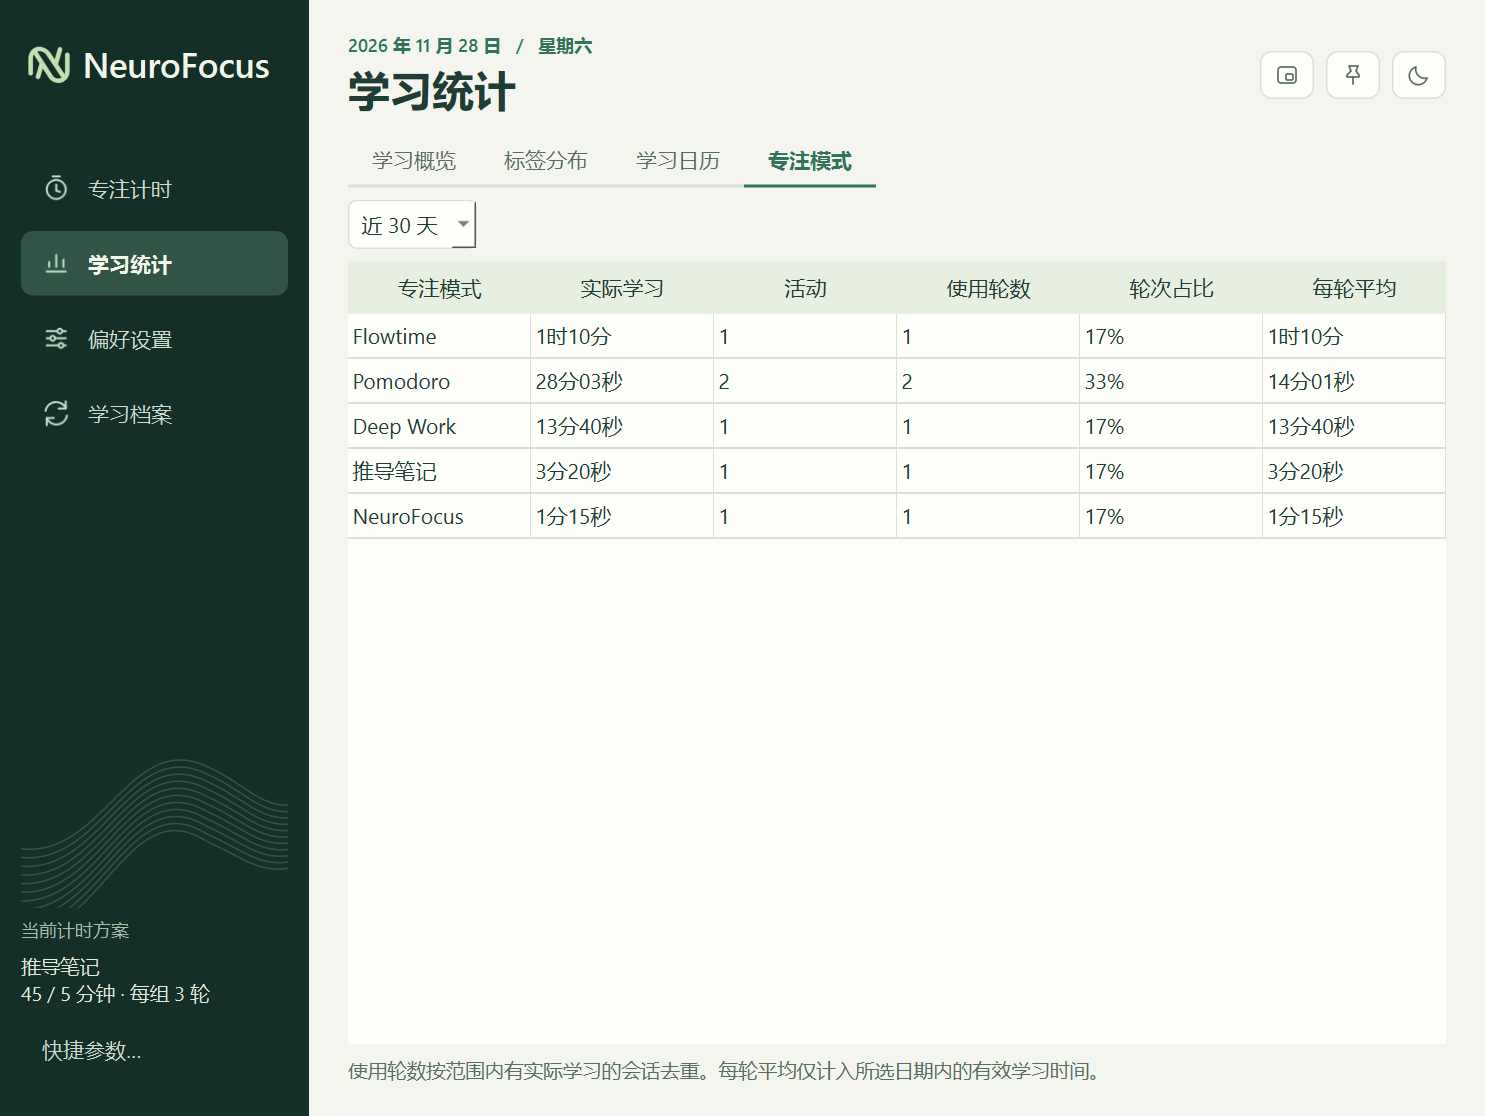 NeuroFocus
专注计时
学习统计
偏好设置
学习档案
当前计时方案
推导笔记
45 / 5 分钟 · 每组 3 轮
快捷参数...
2026 年 11 月 28 日 / 星期六
学习统计
学习概览 标签分布 学习日历 专注模式
近 30 天
专注模式 实际学习 活动 使用轮数 轮次占比 每轮平均
Flowtime 1时10分 1 1 17% 1时10分
Pomodoro 28分03秒 2 2 33% 14分01秒
Deep Work 13分40秒 1 1 17% 13分40秒
推导笔记 3分20秒 1 1 17% 3分20秒
NeuroFocus 1分15秒 1 1 17% 1分15秒
使用轮数按范围内有实际学习的会话去重。每轮平均仅计入所选日期内的有效学习时间。